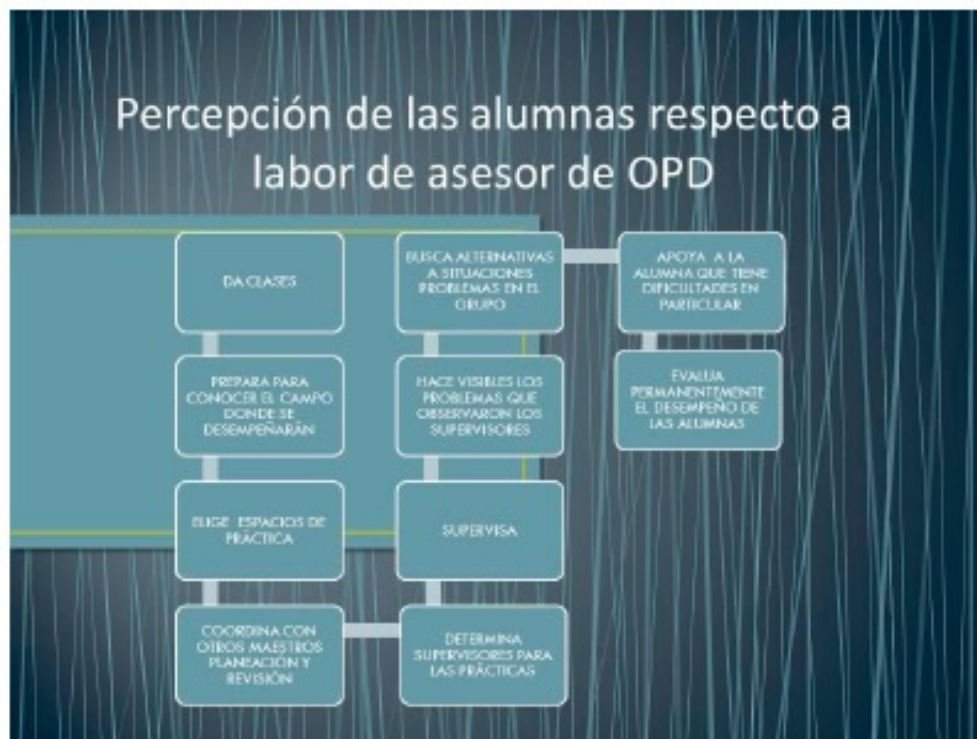 Percepción de las alumnas respecto a
labor de asesor de OPD
DA CLASES
PREPARA PARA
CONOCER EL CAMPO
DONDE SE
DESEMPEÑARÁN
ELIGE ESPACIOS DE
PRÁCTICA
COORDINA CON
OTROS MAESTROS
PLANEACIÓN Y
REVISIÓN
DETERMINA
SUPERVISORES PARA
LAS PRÁCTICAS
SUPERVISA
HACE VISIBLES LOS
PROBLEMAS QUE
OBSERVARON LOS
SUPERVISORES
BUSCA ALTERNATIVAS
A SITUACIONES
PROBLEMAS EN EL
GRUPO
APOYA A LA
ALUMNA QUE TIENE
DIFICULTADES EN
PARTICULAR
EVALUA
PERMANENTEMENTE
EL DESEMPEÑO DE
LAS ALUMNAS